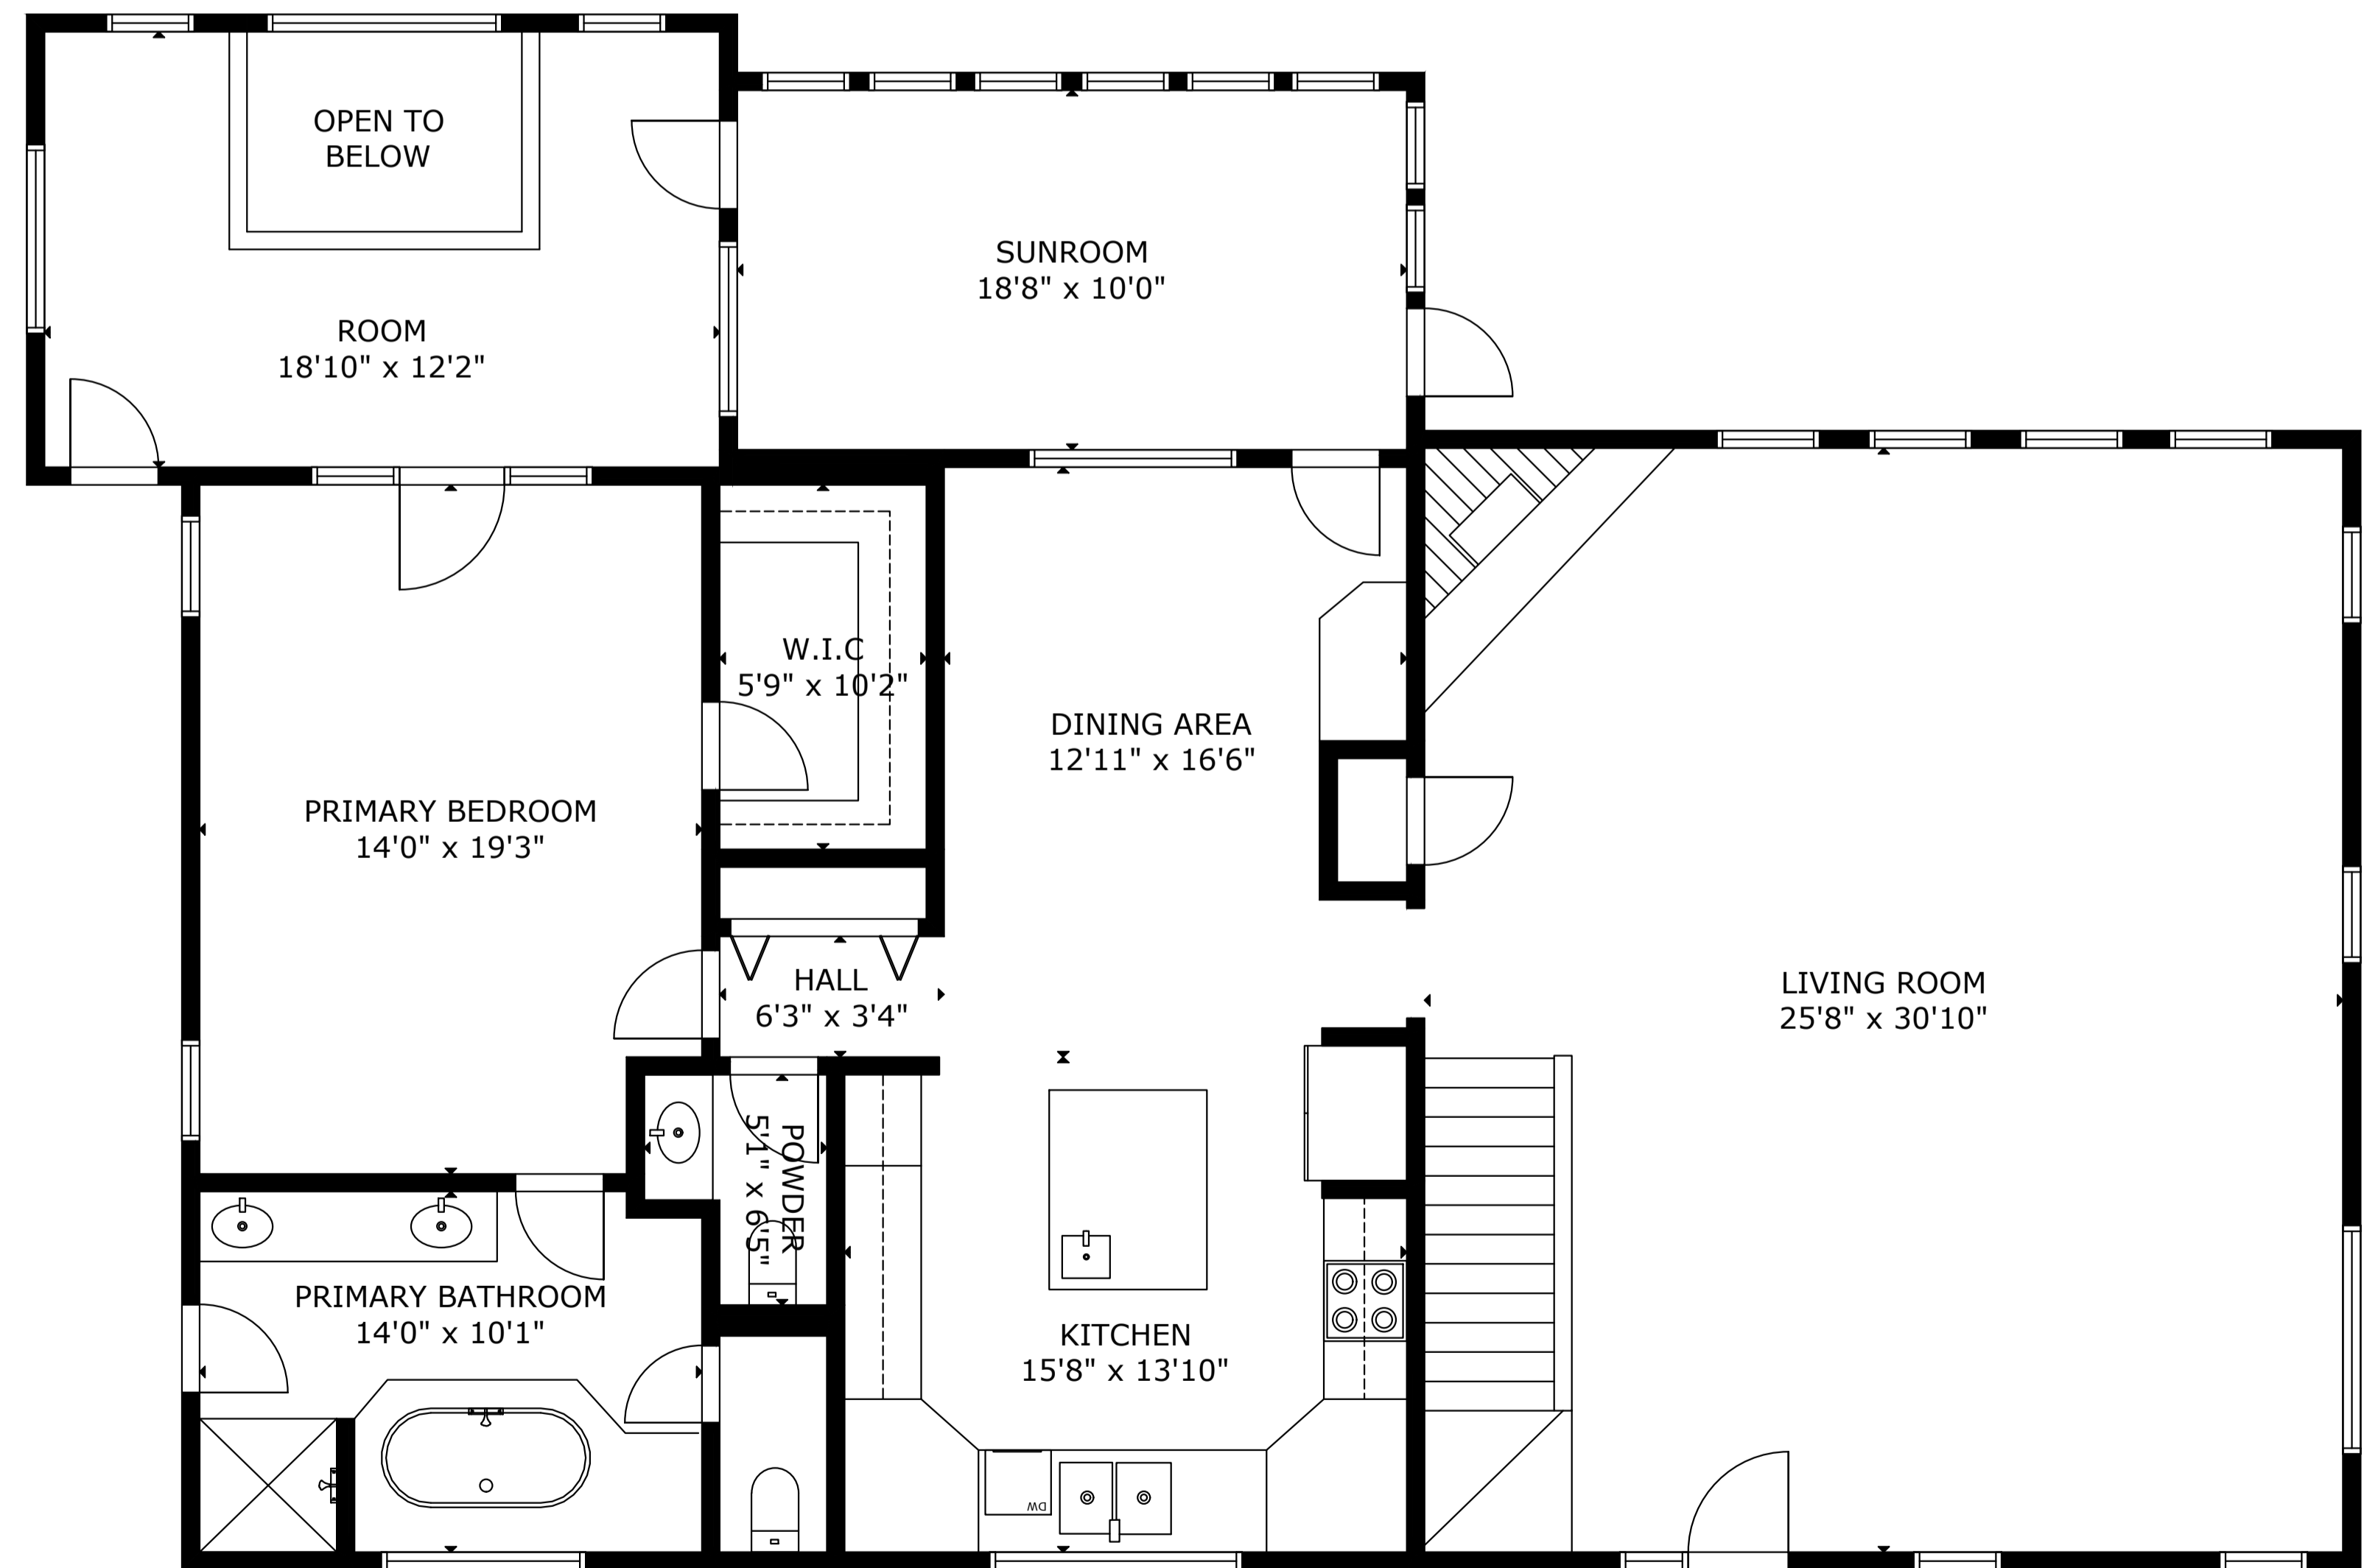 OPEN TO
BELOW
SUNROOM
18'8" x 10'0"
ROOM
18'10" x 12'2"
W.I.C
5'9" x 10'2"
DINING AREA
12'11" x 16'6"
PRIMARY BEDROOM
14'0" x 19'3"
HALL
6'3" x 3'4"
LIVING ROOM
25'8" x 30'10"
POWDER
5'1" x 6'5"
PRIMARY BATHROOM
14'0" x 10'1"
KITCHEN
15'8" x 13'10"
DW